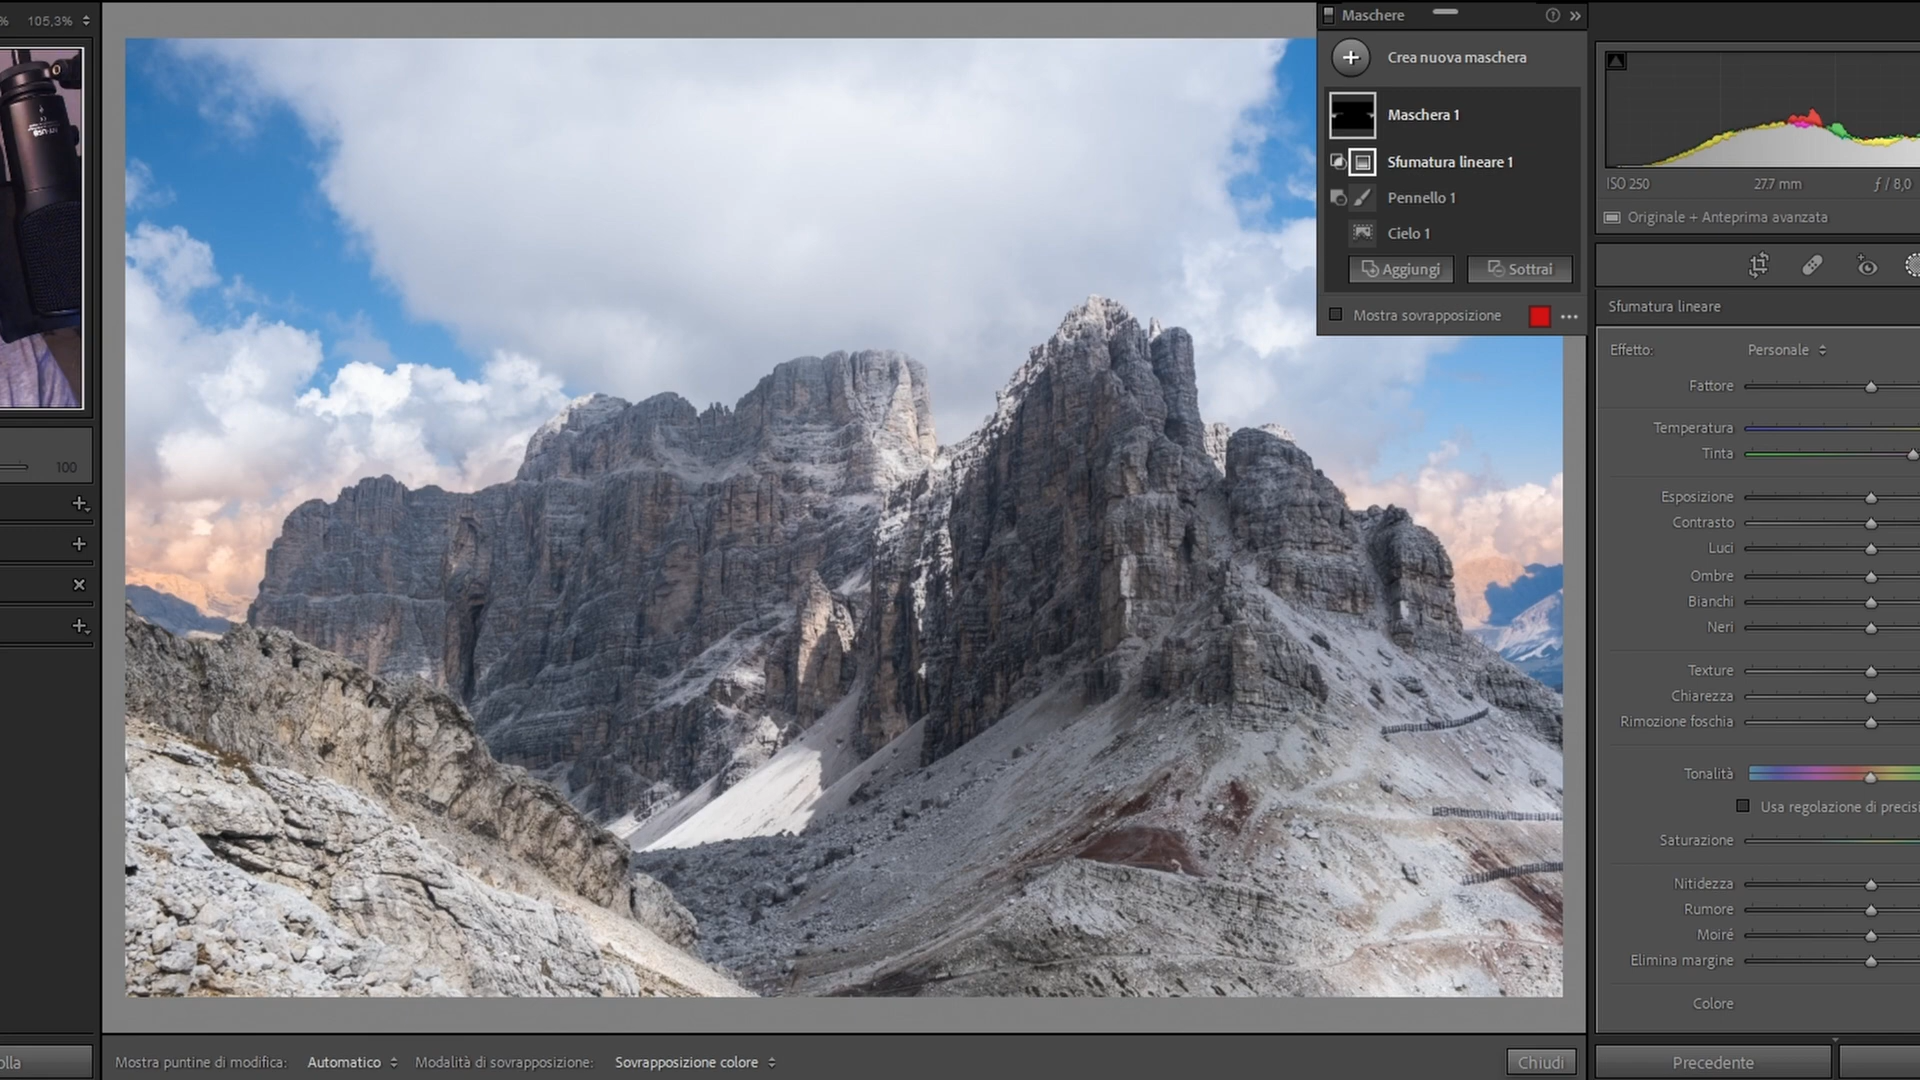 %
105,3%
Maschere
Crea nuova maschera
Maschera 1
Sfumatura lineare 1
Pennello 1
Cielo 1
Aggiungi
Sottrai
Mostra sovrapposizione
ISO 250
27.7 mm
ƒ / 8,0
Originale + Anteprima avanzata
Sfumatura lineare
Effetto:
Personale
Fattore
Temperatura
Tinta
Esposizione
Contrasto
Luci
Ombre
Bianchi
Neri
Texture
Chiarezza
Rimozione foschia
Tonalità
Usa regolazione di precisi
Saturazione
Nitidezza
Rumore
Moiré
Elimina margine
Colore
100
olla
Mostra puntine di modifica:
Automatico
Modalità di sovrapposizione:
Sovrapposizione colore
Chiudi
Precedente